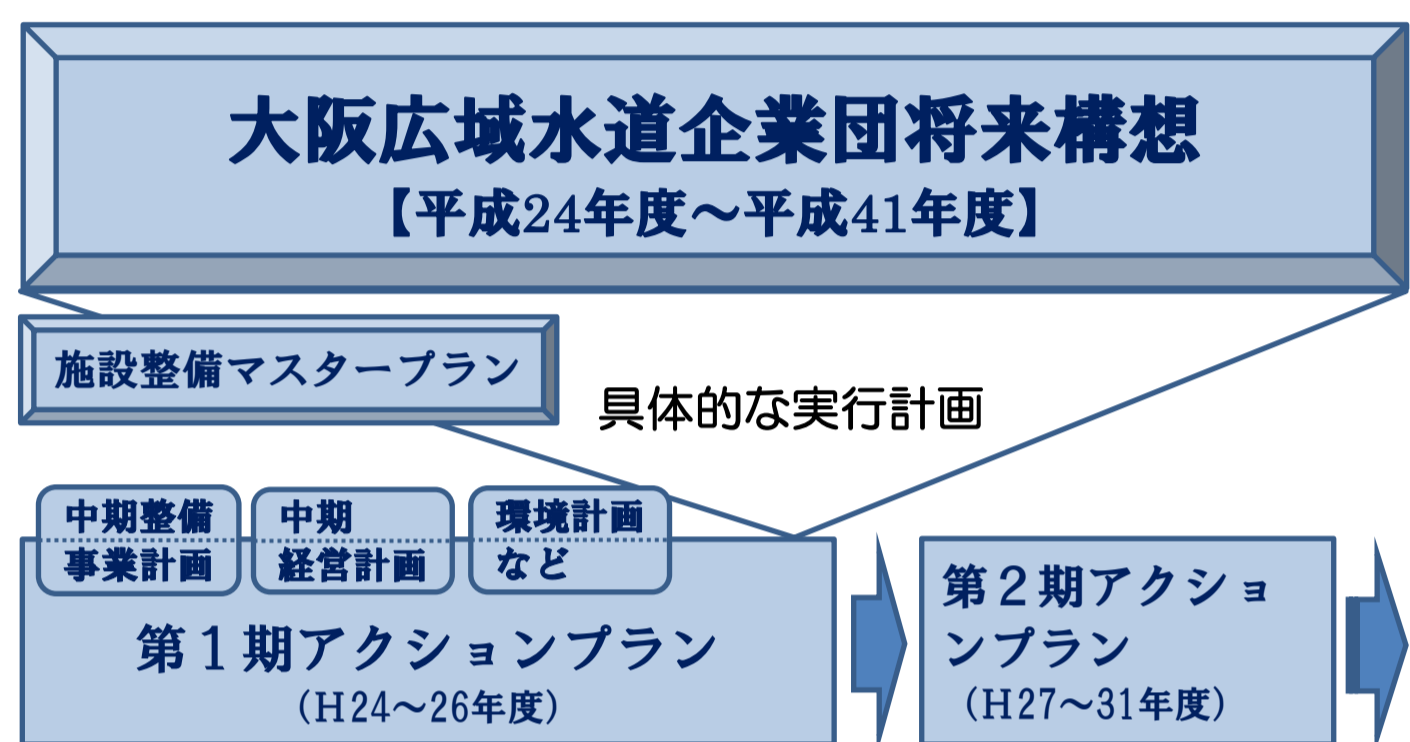 大阪広域水道企業団将来構想
【平成24年度～平成41年度】
施設整備マスタープラン
具体的な実行計画
中期整備
事業計画
中期
経営計画
環境計画
など
第１期アクションプラン
（H24～26年度）
第２期アクショ
ンプラン
（H27～31年度）